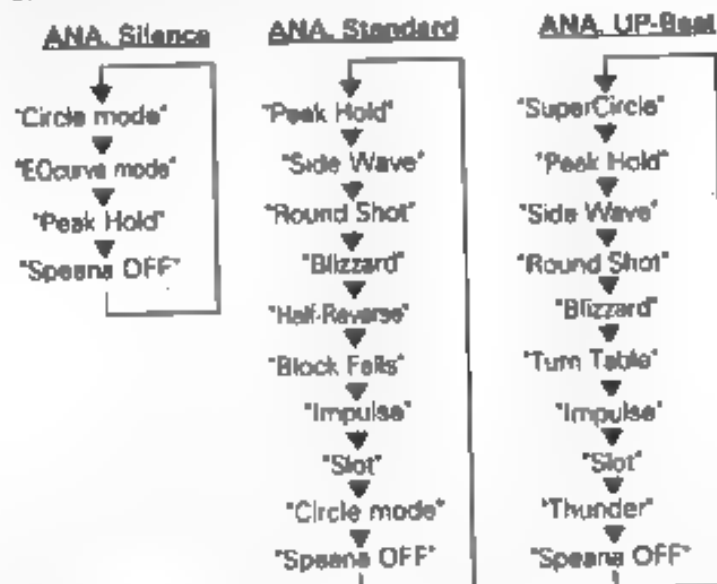 ANA. Silence
"Circle mode"
"EQcurve mode"
"Peak Hold"
"Speana OFF"
ANA. Standard
"Peak Hold"
"Side Wave"
"Round Shot"
"Blizzard"
"Half-Reverse"
"Block Falls"
"Impulse"
"Slot"
"Circle mode"
"Speana OFF"
ANA. UP-Beat
"SuperCircle"
"Peak Hold"
"Side Wave"
"Round Shot"
"Blizzard"
"Turn Table"
"Impulse"
"Slot"
"Thunder"
"Speana OFF"